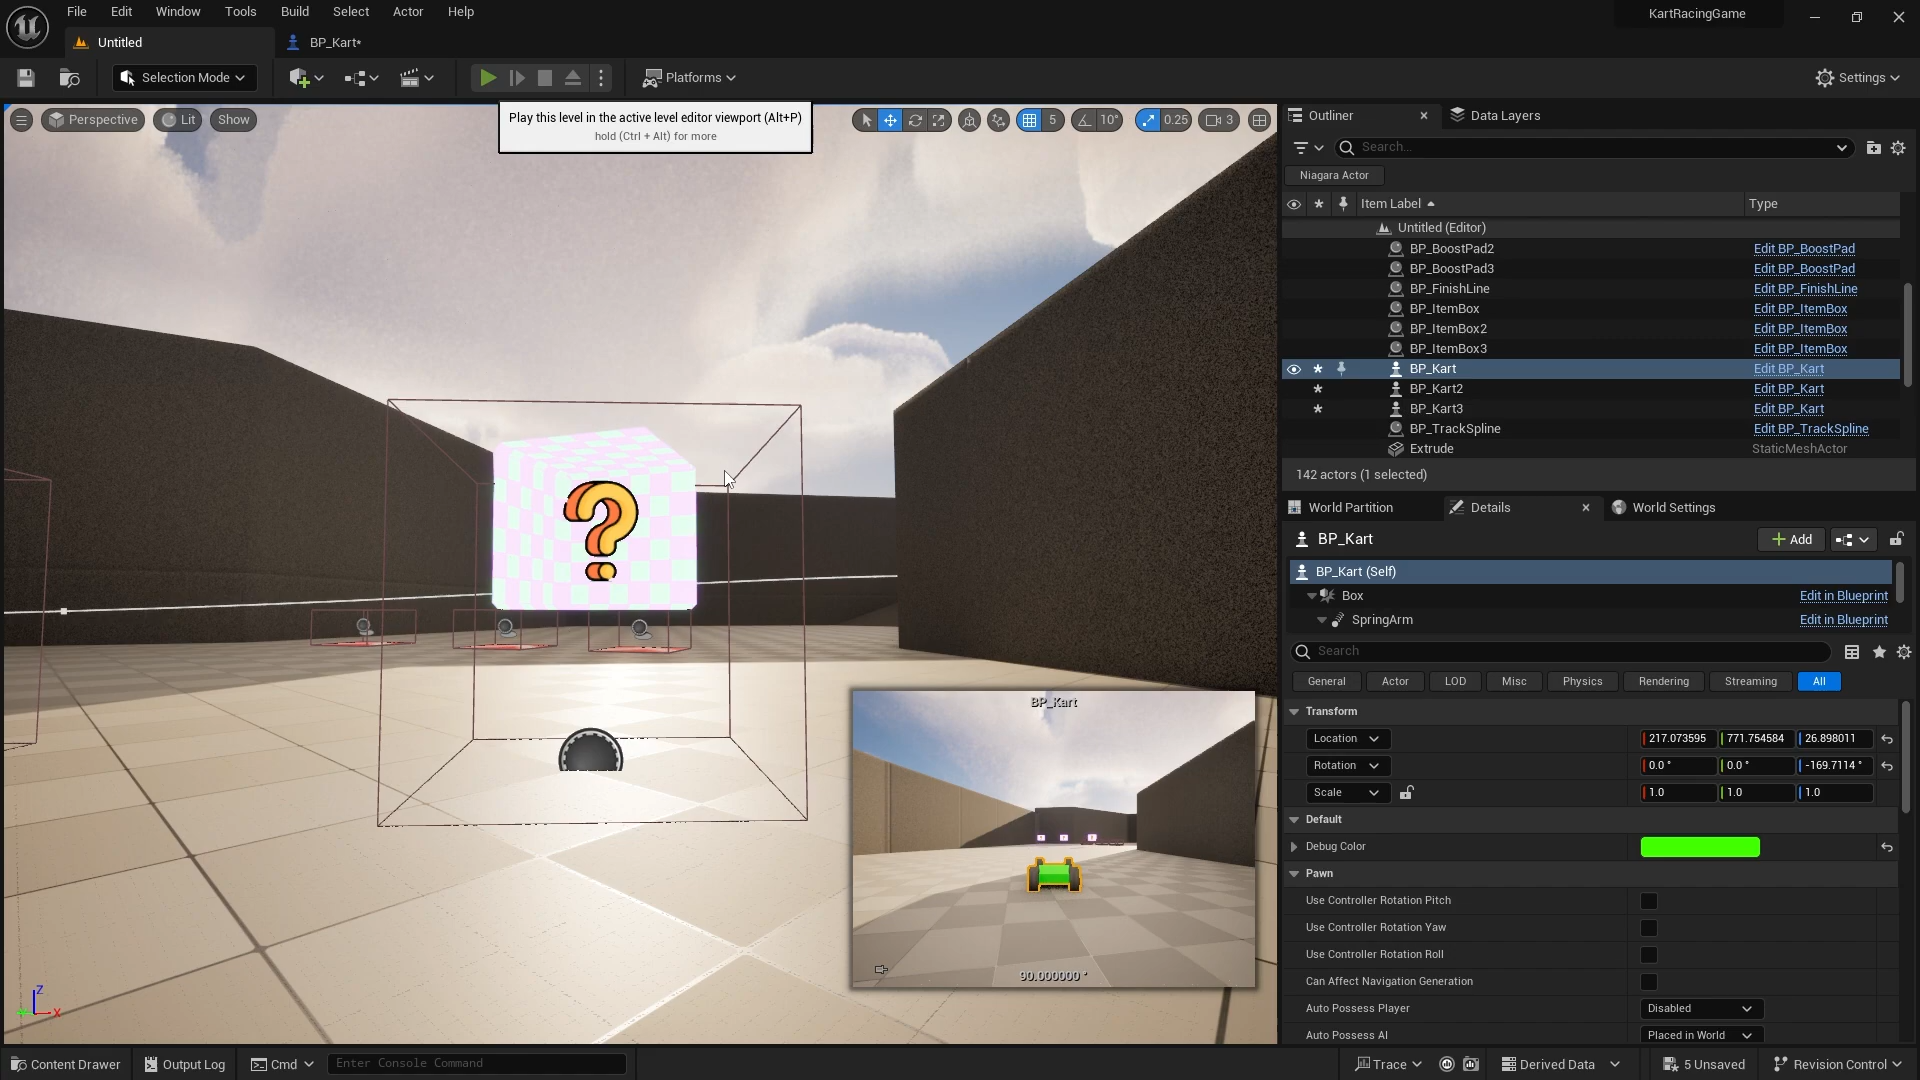 File Edit Window Tools Build Select Actor Help
KartRacingGame
Untitled
BP_Kart*
Selection Mode
Platforms
Settings
Perspective Lit Show
5 10° 0.25 3
Play this level in the active level editor viewport (Alt+P)
hold (Ctrl + Alt) for more
BP_Kart
90.000000 °
Z
X
Outliner
Data Layers
Search...
Niagara Actor
Item Label Type
Untitled (Editor)
BP_BoostPad2 Edit BP_BoostPad
BP_BoostPad3 Edit BP_BoostPad
BP_FinishLine Edit BP_FinishLine
BP_ItemBox Edit BP_ItemBox
BP_ItemBox2 Edit BP_ItemBox
BP_ItemBox3 Edit BP_ItemBox
BP_Kart Edit BP_Kart
BP_Kart2 Edit BP_Kart
BP_Kart3 Edit BP_Kart
BP_TrackSpline Edit BP_TrackSpline
Extrude StaticMeshActor
142 actors (1 selected)
World Partition Details World Settings
BP_Kart Add
BP_Kart (Self)
Box Edit in Blueprint
SpringArm Edit in Blueprint
Search
General Actor LOD Misc Physics Rendering Streaming All
Transform
Location 217.073595 771.754584 26.898011
Rotation 0.0 ° 0.0 ° -169.7114 °
Scale 1.0 1.0 1.0
Default
Debug Color
Pawn
Use Controller Rotation Pitch
Use Controller Rotation Yaw
Use Controller Rotation Roll
Can Affect Navigation Generation
Auto Possess Player Disabled
Auto Possess AI Placed in World
Content Drawer Output Log Cmd Enter Console Command Trace Derived Data 5 Unsaved Revision Control